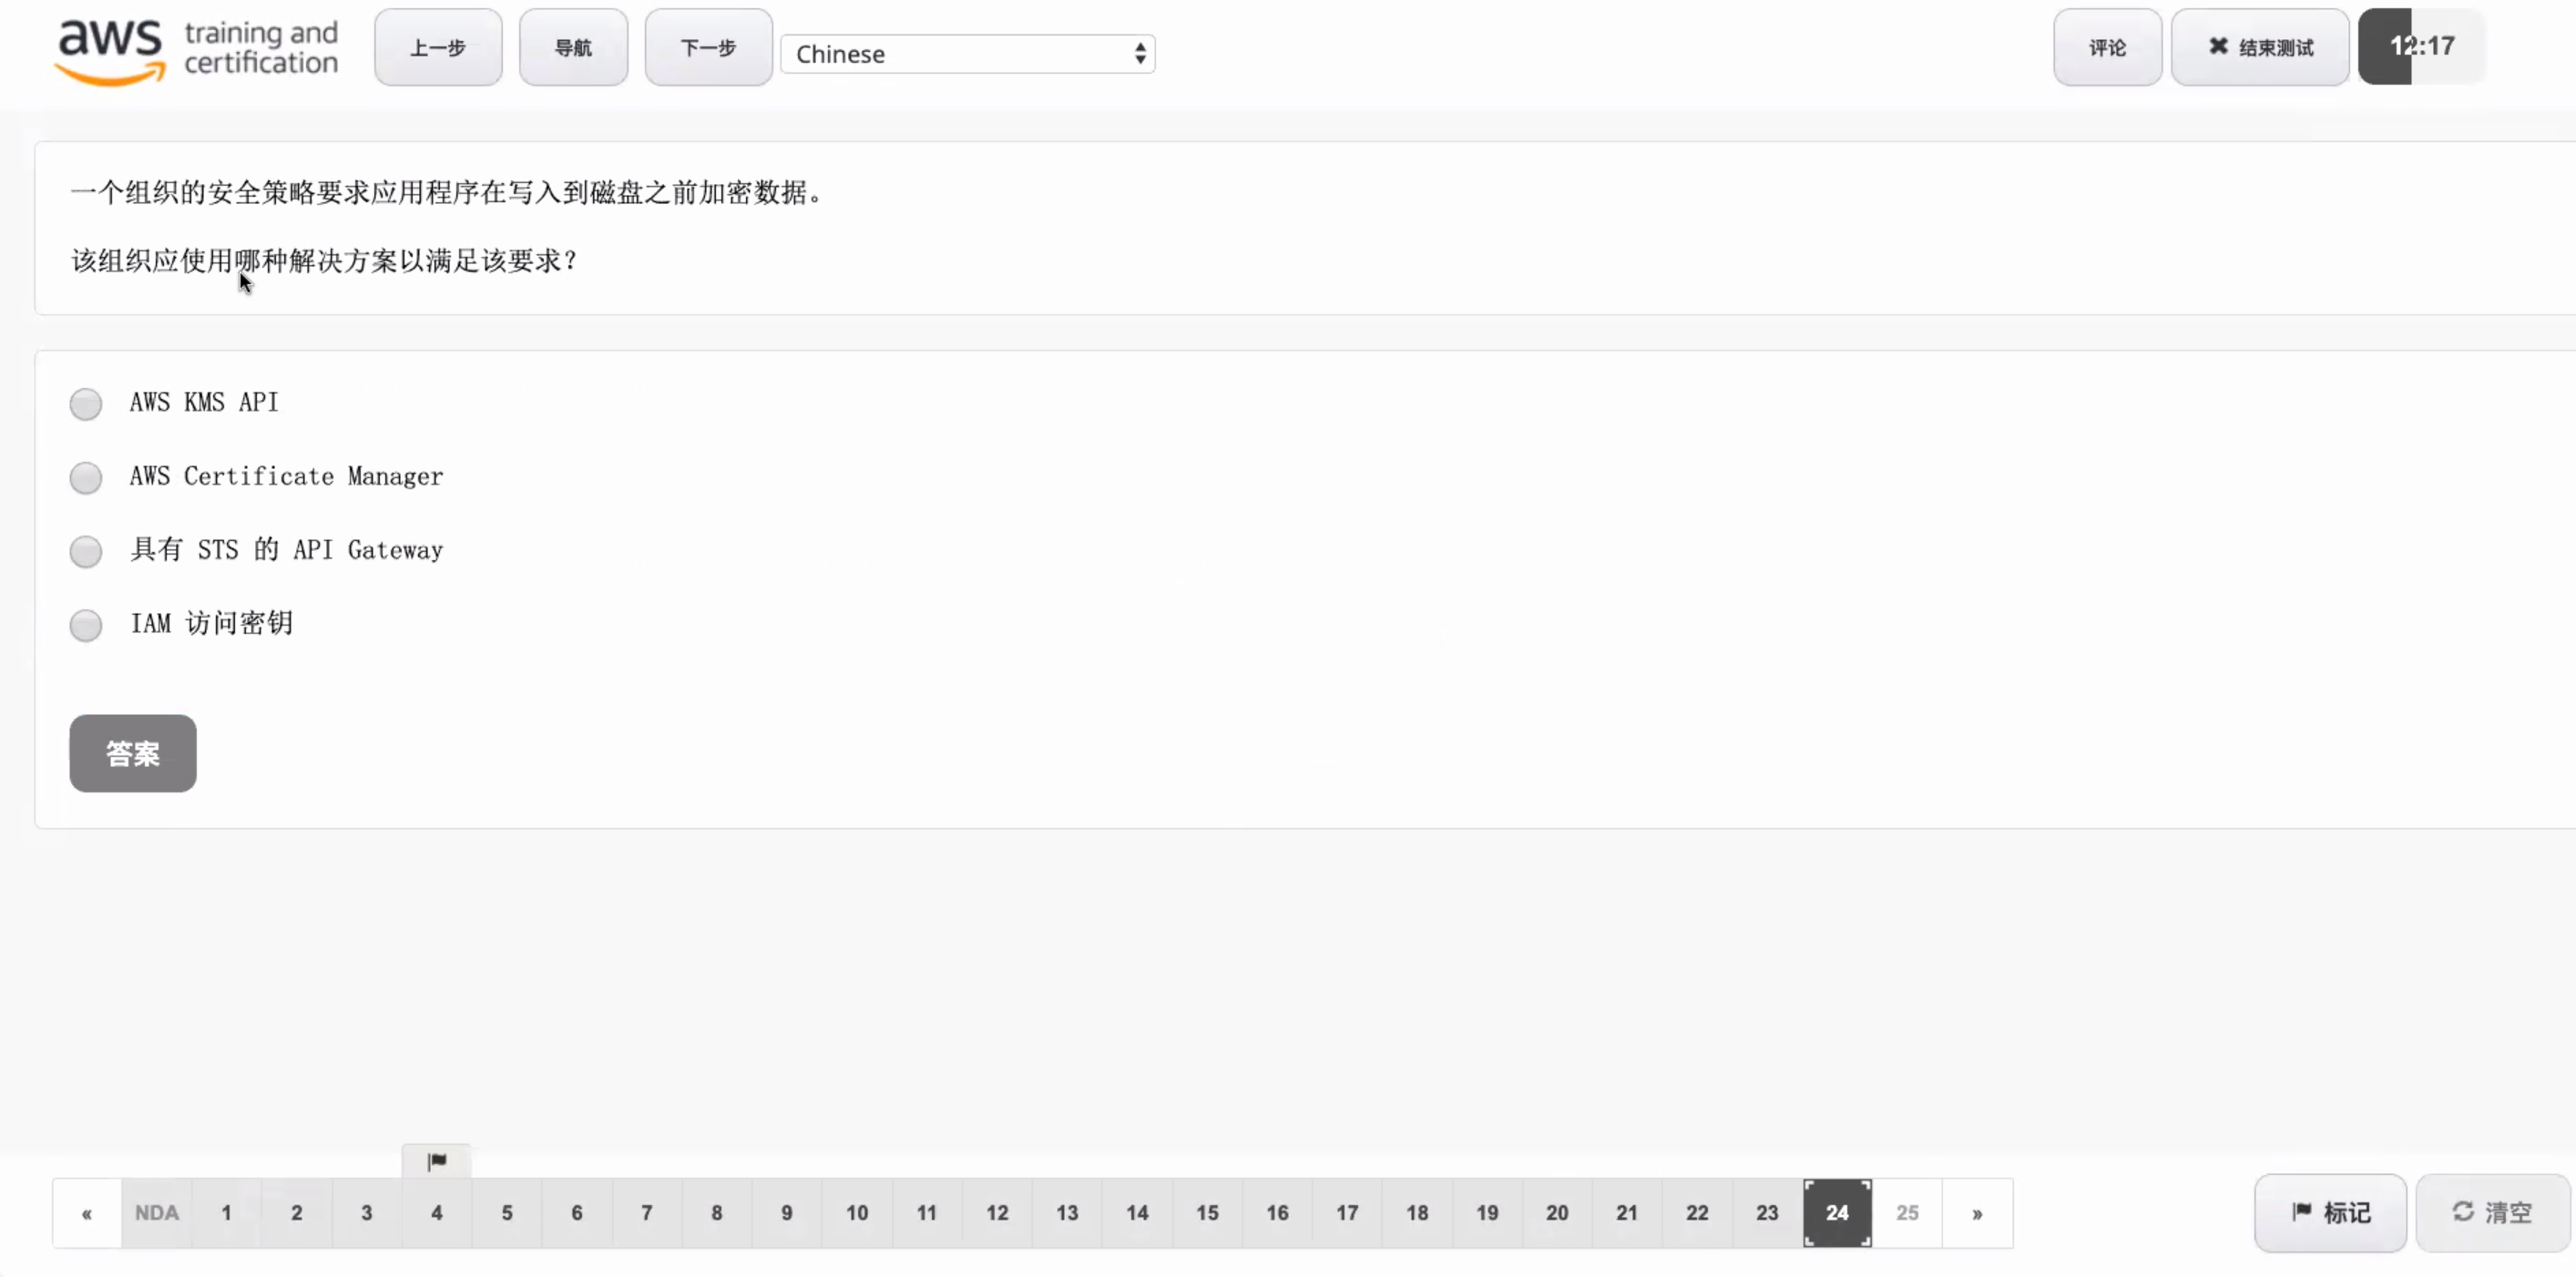 aws training and certification
上一步
导航
下一步
Chinese
评论
✖ 结束测试
12:17
一个组织的安全策略要求应用程序在写入到磁盘之前加密数据。
该组织应使用哪种解决方案以满足该要求?
AWS KMS API
AWS Certificate Manager
具有 STS 的 API Gateway
IAM 访问密钥
答案
« NDA 1 2 3 4 5 6 7 8 9 10 11 12 13 14 15 16 17 18 19 20 21 22 23 24 25 »
标记
清空